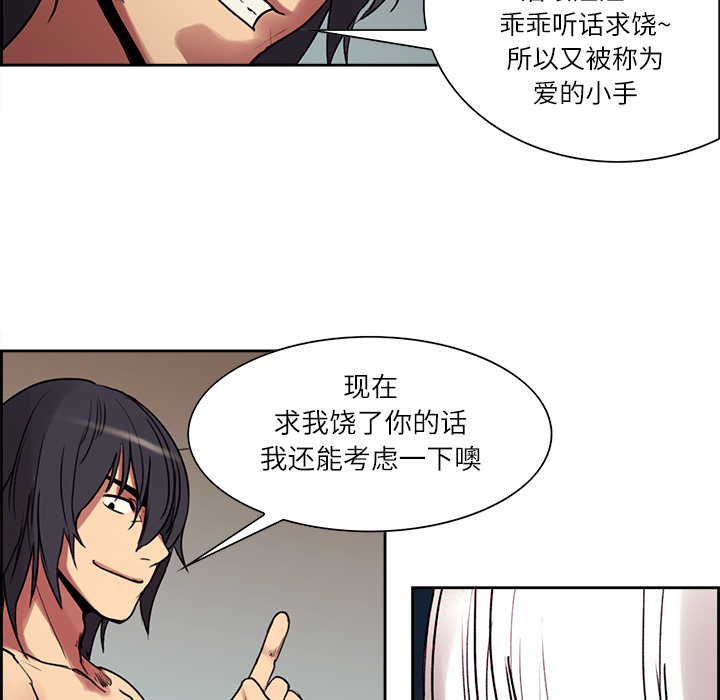 乖乖听话求饶~
所以又被称为
爱的小手
现在
求我饶了你的话
我还能考虑一下噢